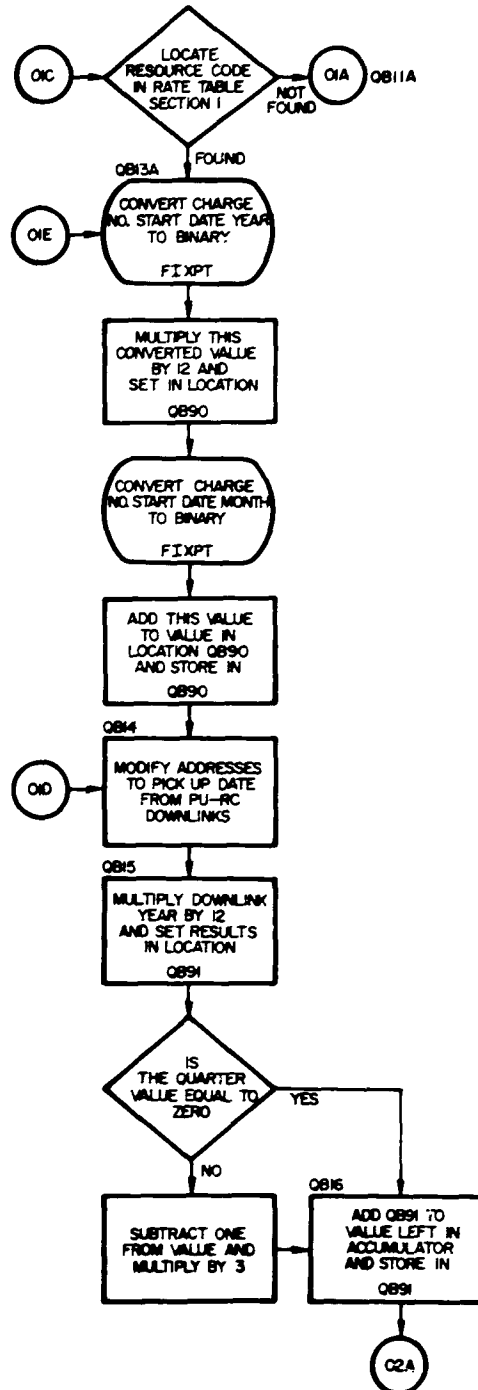 LOCATE
RESOURCE CODE
IN RATE TABLE
SECTION 1
01C
01A
QB11A
NOT
FOUND
FOUND
QB13A
CONVERT CHARGE
NO. START DATE YEAR
TO BINARY
FIXPT
01E
MULTIPLY THIS
CONVERTED VALUE
BY 12 AND
SET IN LOCATION
QB90
CONVERT CHARGE
NO. START DATE MONTH
TO BINARY
FIXPT
ADD THIS VALUE
TO VALUE IN
LOCATION QB90
AND STORE IN
QB90
QB14
MODIFY ADDRESSES
TO PICK UP DATE
FROM PU-RC
DOWNLINKS
01D
QB15
MULTIPLY DOWNLINK
YEAR BY 12
AND SET RESULTS
IN LOCATION
QB91
IS
THE QUARTER
VALUE EQUAL TO
ZERO
YES
NO
SUBTRACT ONE
FROM VALUE AND
MULTIPLY BY 3
QB16
ADD QB91 TO
VALUE LEFT IN
ACCUMULATOR
AND STORE IN
QB91
02A